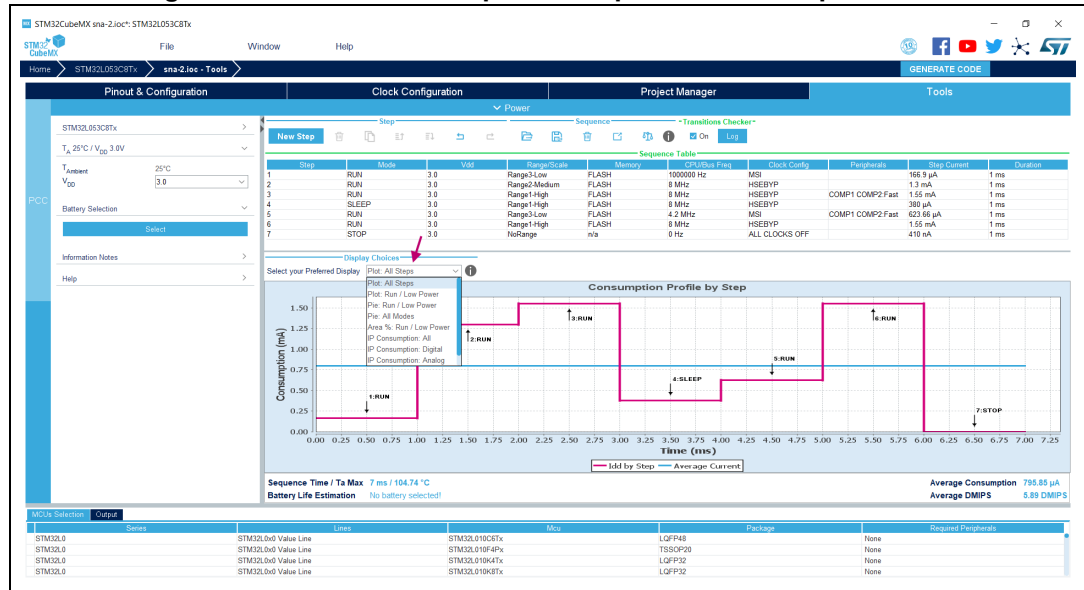 STM32CubeMX sna-2.ioc*: STM32L053C8Tx
STM32 CubeMX
File Window Help
Home STM32L053C8Tx sna-2.ioc - Tools GENERATE CODE
Pinout & Configuration Clock Configuration Project Manager Tools
Power
PCC
STM32L053C8Tx
TA 25°C / VDD 3.0V
TAmbient 25°C
VDD 3.0
Battery Selection
Select
Information Notes
Help
Step Sequence Transitions Checker
New Step On Log
Sequence Table
Step Mode Vdd Range/Scale Memory CPU/Bus Freq Clock Config Peripherals Step Current Duration
1 RUN 3.0 Range3-Low FLASH 1000000 Hz MSI 166.9 µA 1 ms
2 RUN 3.0 Range2-Medium FLASH 8 MHz HSEBYP 1.3 mA 1 ms
3 RUN 3.0 Range1-High FLASH 8 MHz HSEBYP COMP1 COMP2:Fast 1.55 mA 1 ms
4 SLEEP 3.0 Range1-High FLASH 8 MHz HSEBYP 380 µA 1 ms
5 RUN 3.0 Range3-Low FLASH 4.2 MHz MSI COMP1 COMP2:Fast 623.66 µA 1 ms
6 RUN 3.0 Range1-High FLASH 8 MHz HSEBYP 1.55 mA 1 ms
7 STOP 3.0 NoRange n/a 0 Hz ALL CLOCKS OFF 410 nA 1 ms
Display Choices
Select your Preferred Display Plot: All Steps
Plot: All Steps
Plot: Run / Low Power
Pie: Run / Low Power
Pie: All Modes
Area %: Run / Low Power
IP Consumption: All
IP Consumption: Digital
IP Consumption: Analog
Consumption Profile by Step
Consumption (mA)
1.50
1.25
1.00
0.75
0.50
0.25
0.00
1:RUN
2:RUN
3:RUN
4:SLEEP
5:RUN
6:RUN
7:STOP
0.00 0.25 0.50 0.75 1.00 1.25 1.50 1.75 2.00 2.25 2.50 2.75 3.00 3.25 3.50 3.75 4.00 4.25 4.50 4.75 5.00 5.25 5.50 5.75 6.00 6.25 6.50 6.75 7.00 7.25
Time (ms)
Idd by Step Average Current
Sequence Time / Ta Max 7 ms / 104.74 °C Average Consumption 795.85 µA
Battery Life Estimation No battery selected! Average DMIPS 5.89 DMIPS
MCUs Selection Output
Series Lines Mcu Package Required Peripherals
STM32L0 STM32L0x0 Value Line STM32L010C6Tx LQFP48 None
STM32L0 STM32L0x0 Value Line STM32L010F4Px TSSOP20 None
STM32L0 STM32L0x0 Value Line STM32L010K4Tx LQFP32 None
STM32L0 STM32L0x0 Value Line STM32L010K8Tx LQFP32 None